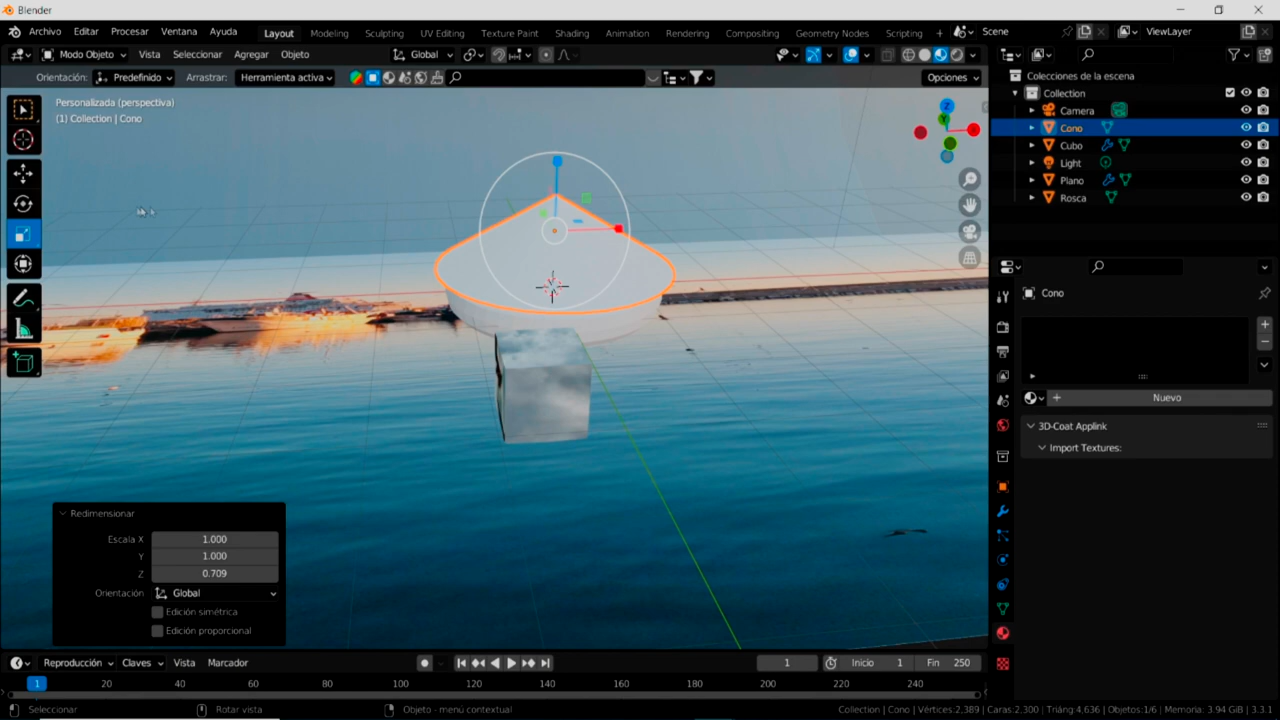 Blender
Archivo Editar Procesar Ventana Ayuda Layout Modeling Sculpting UV Editing Texture Paint Shading Animation Rendering Compositing Geometry Nodes Scripting + Scene ViewLayer
Modo Objeto Vista Seleccionar Agregar Objeto Global
Orientación: Predefinido Arrastrar: Herramienta activa Opciones
Colecciones de la escena
Collection
Camera
Cono
Cubo
Light
Plano
Rosca
Personalizada (perspectiva)
(1) Collection | Cono
Z
Y
X
Cono
Nuevo
3D-Coat Applink
Import Textures:
Redimensionar
Escala X 1.000
Y 1.000
Z 0.709
Orientación Global
Edición simétrica
Edición proporcional
Reproducción Claves Vista Marcador 1 Inicio 1 Fin 250
1 20 40 60 80 100 120 140 160 180 200 220 240
Seleccionar Rotar vista Objeto - menú contextual Collection | Cono | Vértices:2,389 | Caras:2,300 | Triáng:4,636 | Objetos:1/6 | Memoria: 3.94 GiB | 3.3.1